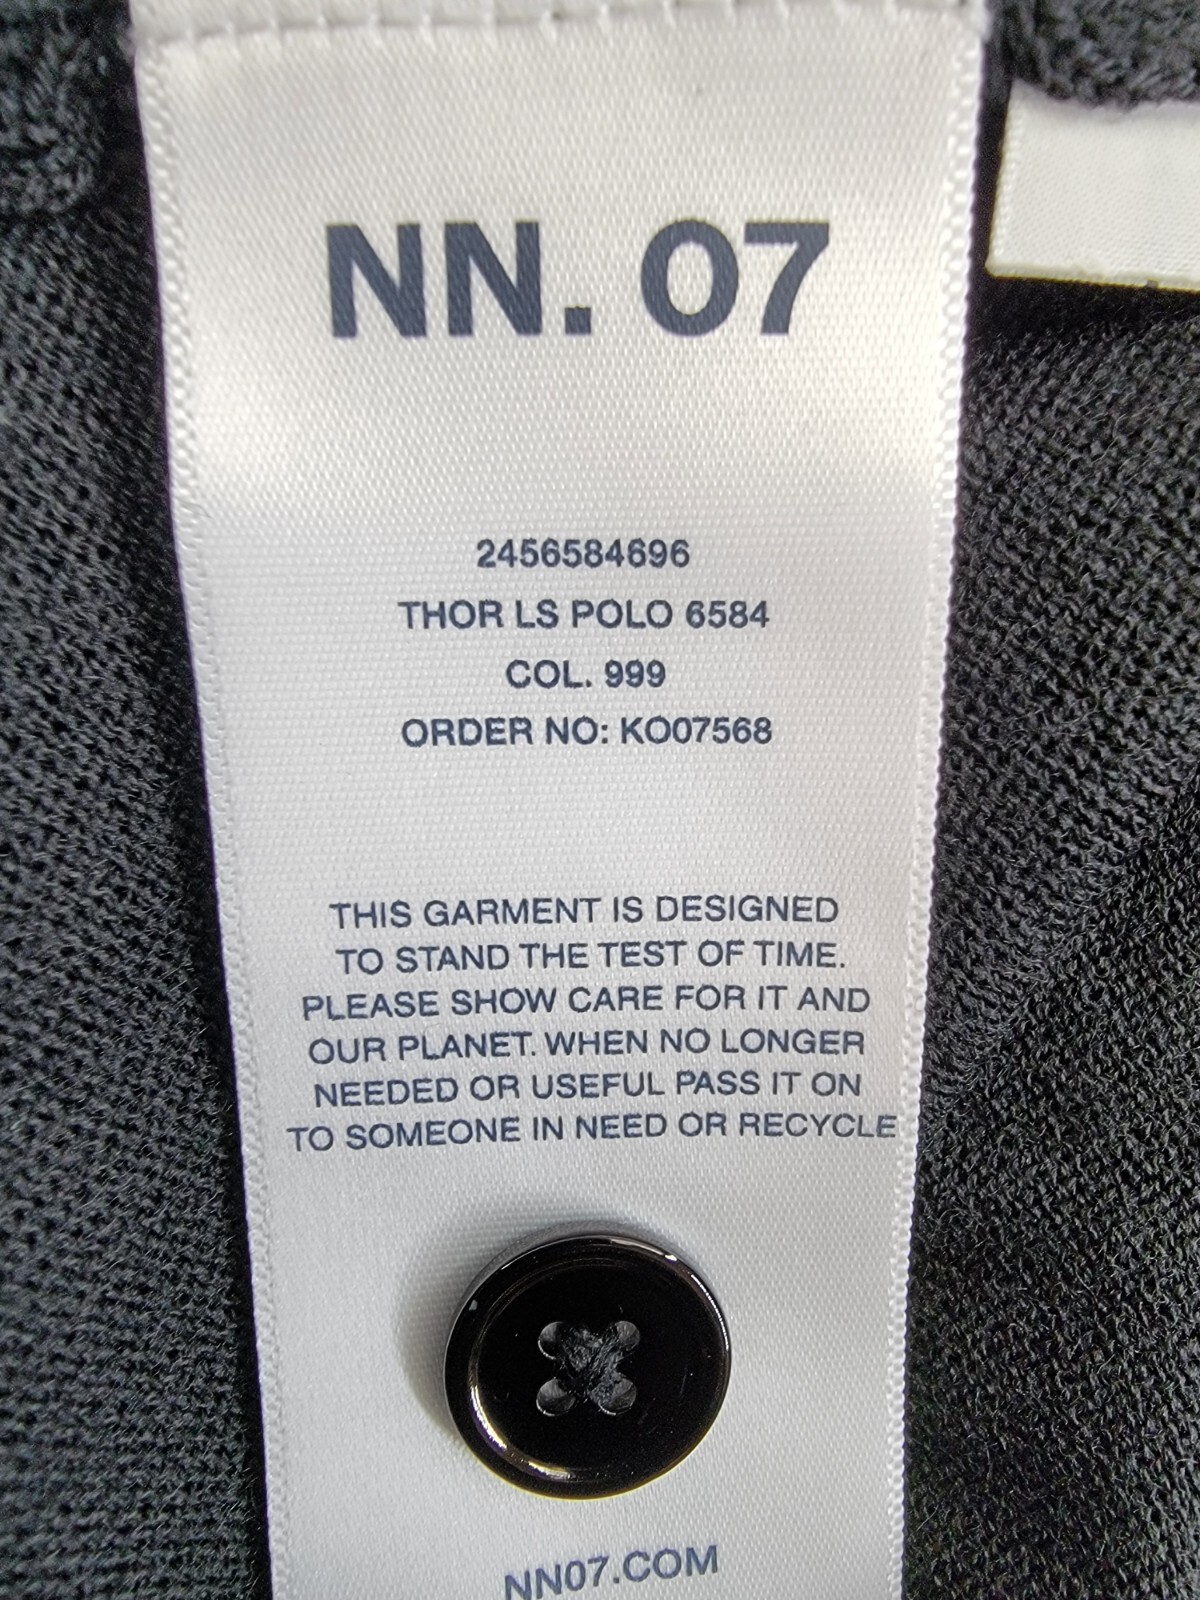 NN. 07
2456584696
THOR LS POLO 6584
COL. 999
ORDER NO: KO07568
THIS GARMENT IS DESIGNED
TO STAND THE TEST OF TIME.
PLEASE SHOW CARE FOR IT AND
OUR PLANET. WHEN NO LONGER
NEEDED OR USEFUL PASS IT ON
TO SOMEONE IN NEED OR RECYCLE
NN07.COM